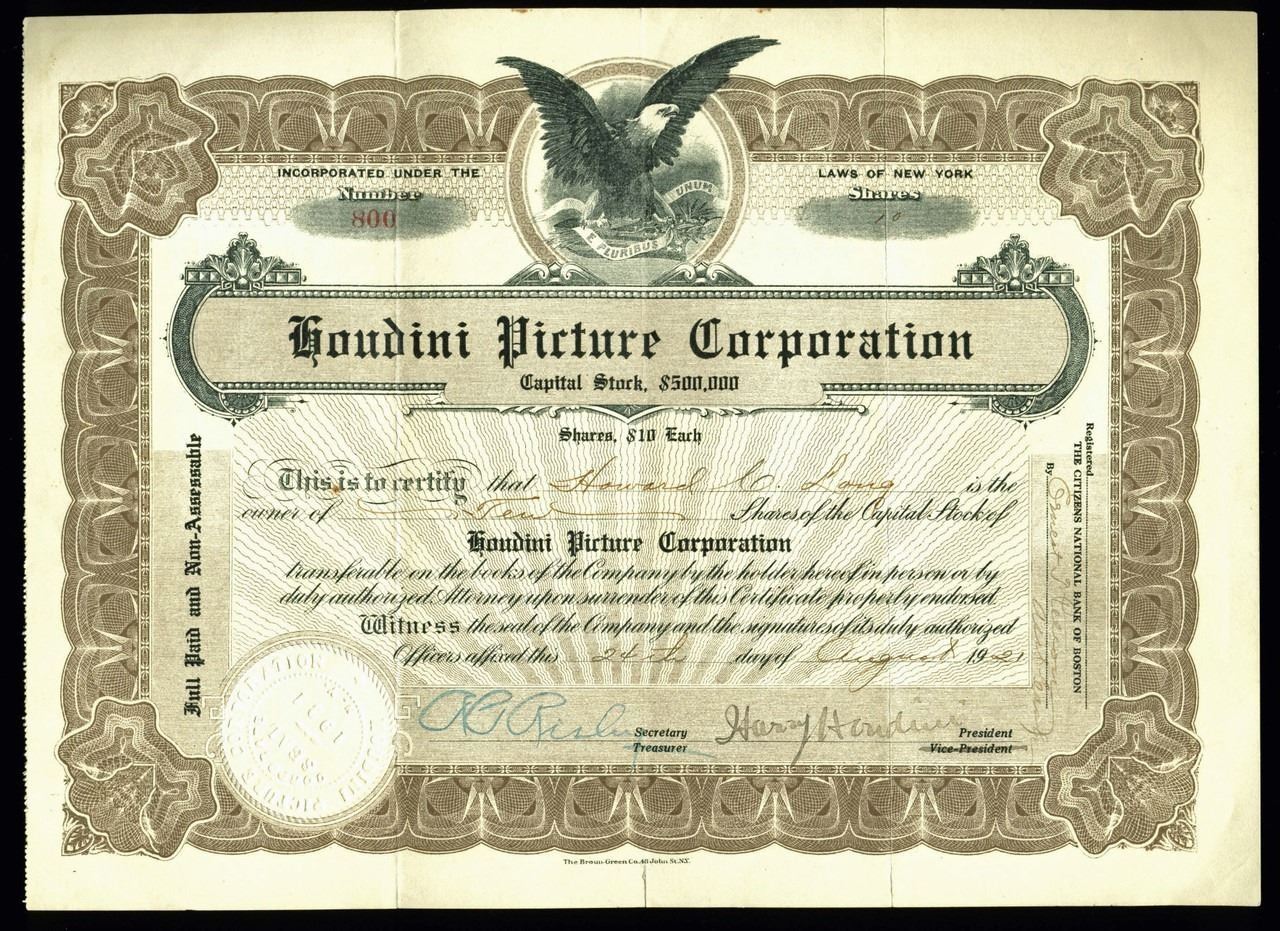 INCORPORATED UNDER THE
LAWS OF NEW YORK
Number
Shares
800
10
E PLURIBUS UNUM
Houdini Picture Corporation
Capital Stock, $500,000
Shares, $10 Each
This is to certify that Howard C. Long is the
owner of Ten Shares of the Capital Stock of
Houdini Picture Corporation
transferable on the books of the Company by the holder hereof in person or by
duly authorized Attorney upon surrender of this Certificate properly endorsed.
Witness the seal of the Company and the signatures of its duly authorized
Officers affixed this 24th day of August 1921
Full Paid and Non-Assessable
Registered
THE CITIZENS NATIONAL BANK OF BOSTON
By
Harry Houdini
Secretary
Treasurer
President
Vice-President
1921
The Broun-Green Co. 48 John St. N.Y.